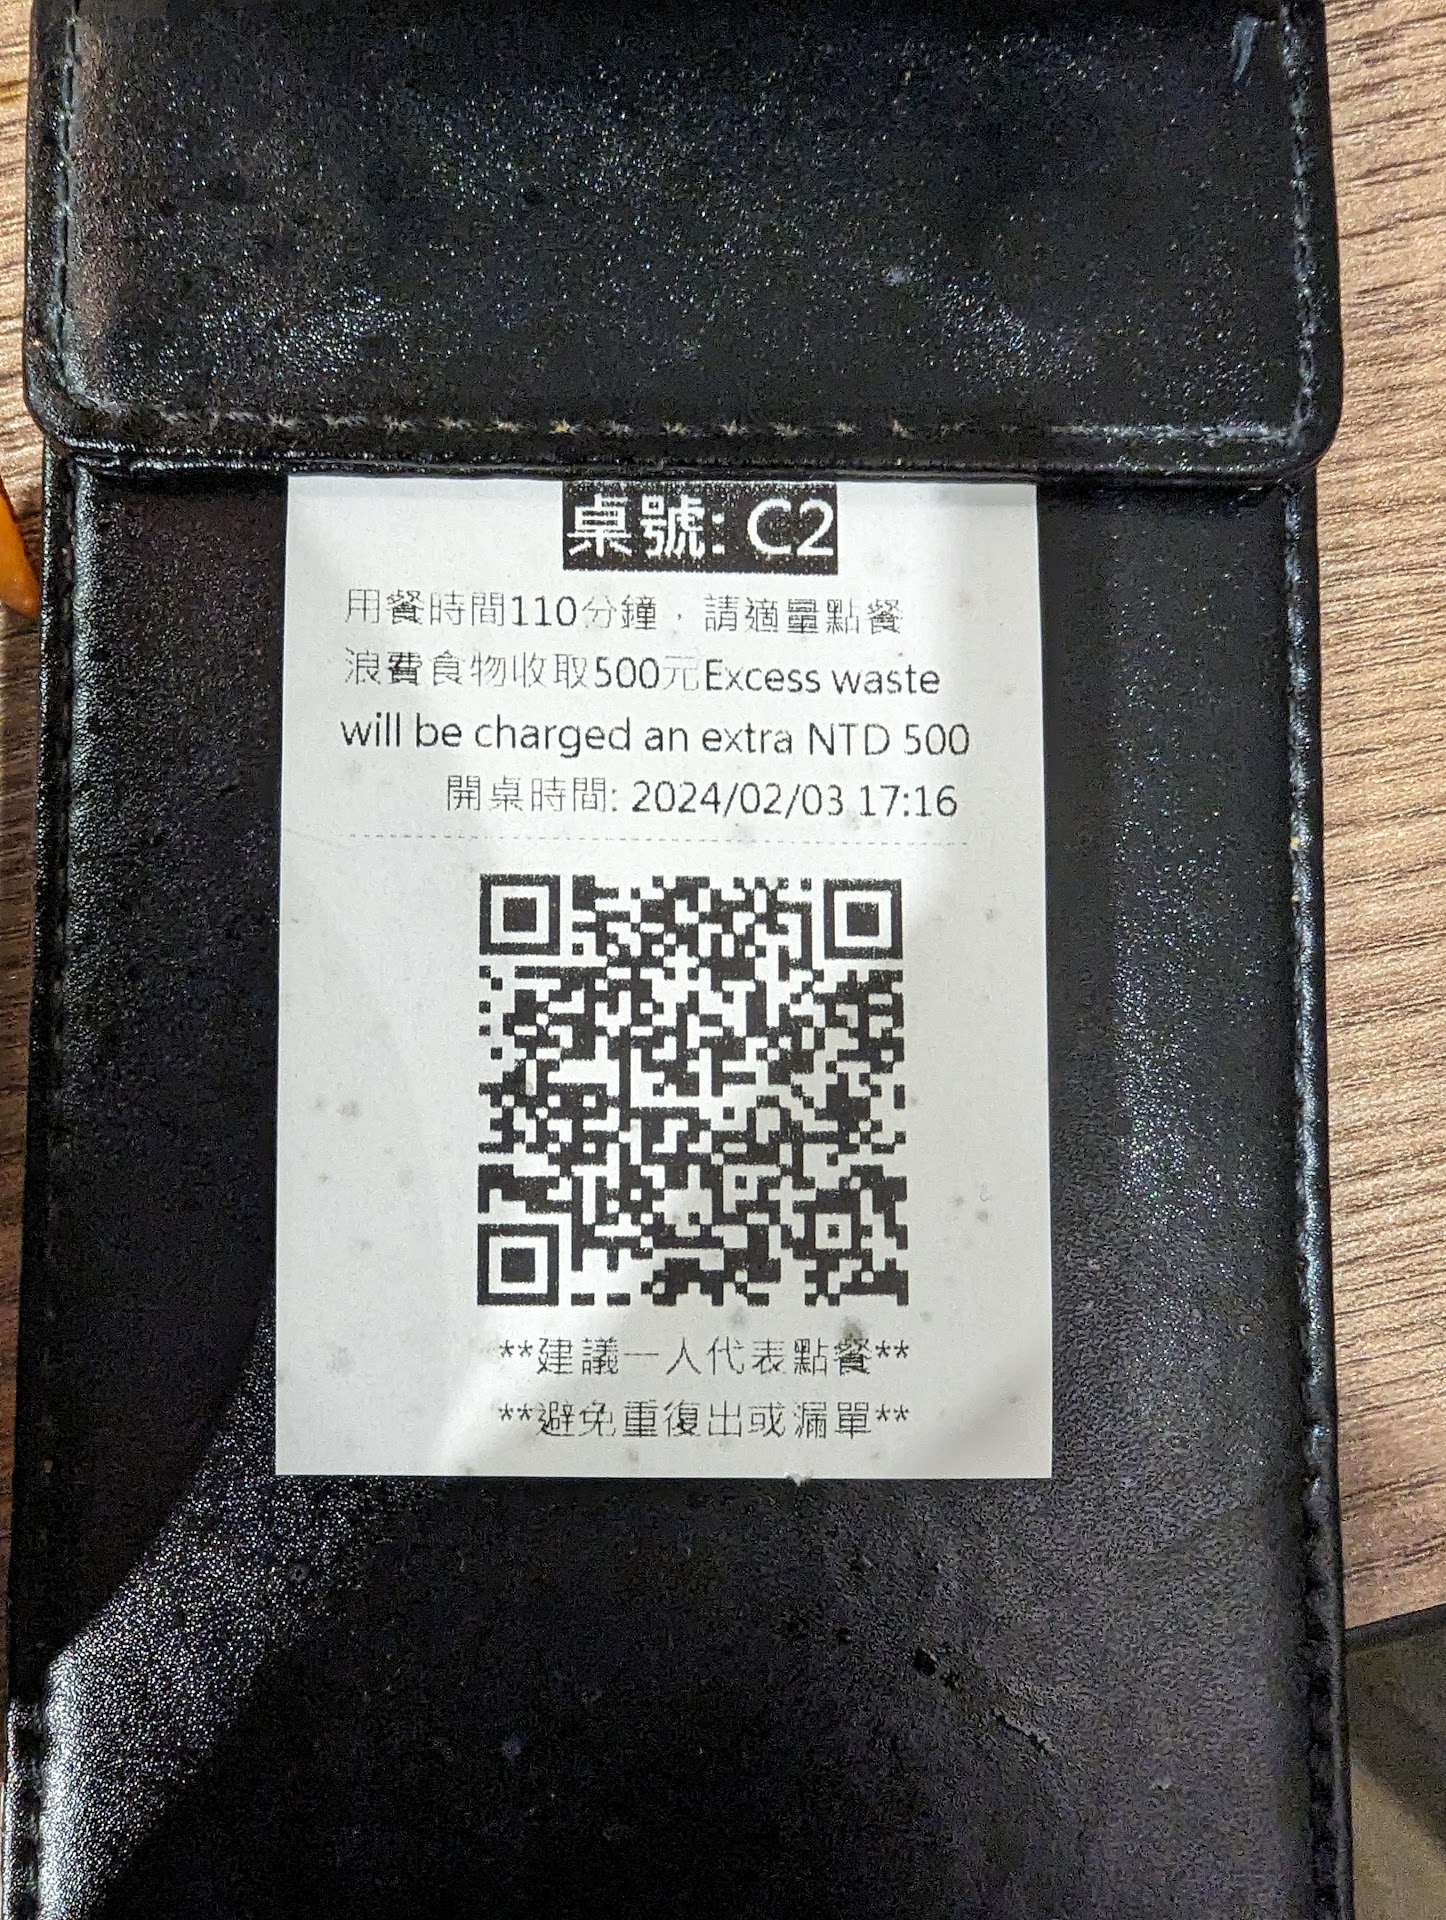 桌號: C2
用餐時間110分鐘，請適量點餐
浪費食物收取500元Excess waste
will be charged an extra NTD 500
開桌時間: 2024/02/03 17:16
**建議一人代表點餐**
**避免重復出或漏單**